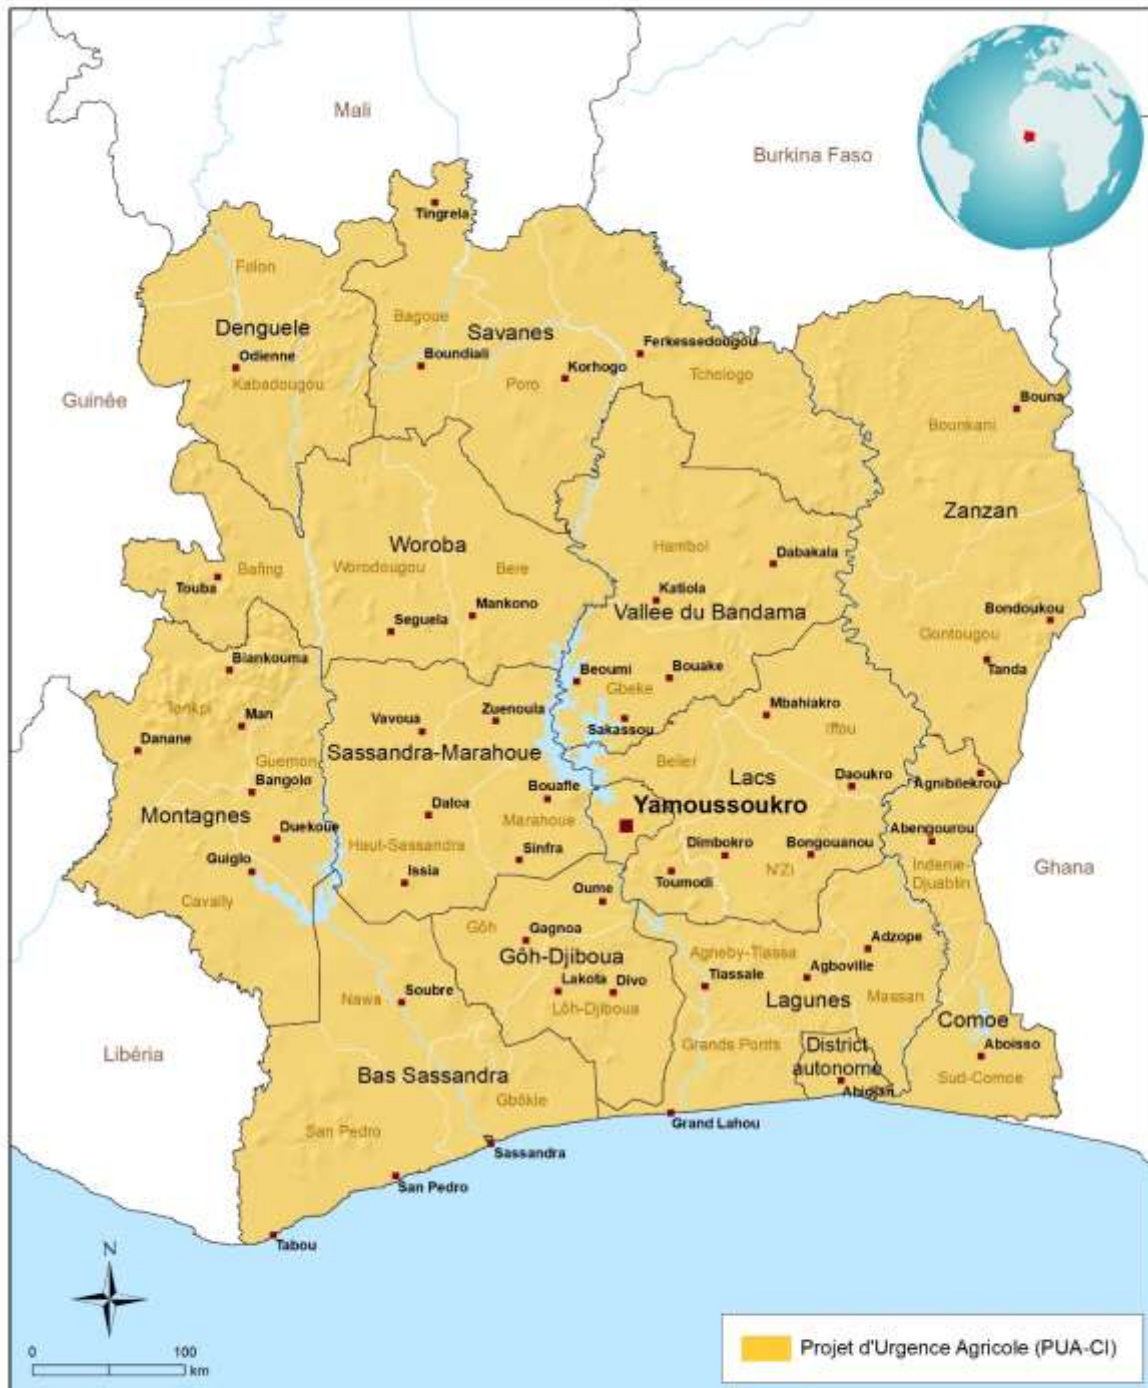 Mali
Burkina Faso
Tingrela
Folon
Bagoue
Denguele
Savanes
Ferkessedougou
Odienne
Boundiali
Korhogo
Tchologo
Kabadougou
Poro
Guinée
Bouna
Bounkani
Zanzan
Woroba
Hambol
Dabakala
Bafing
Worodougou
Bere
Touba
Katiola
Mankono
Vallee du Bandama
Bondoukou
Seguela
Gontougou
Tanda
Biankouma
Beoumi
Bouake
Gbeke
Tonkpi
Man
Vavoua
Zuenoula
Sakassou
Mbahiakro
Iffou
Danane
Guemon
Sassandra-Marahoue
Belier
Lacs
Bangolo
Daoukro
Agnibilekrou
Bouafle
Yamoussoukro
Montagnes
Daloa
Marahoue
Duekoue
Abengourou
Haut-Sassandra
Dimbokro
Bongouanou
Guiglo
Sinfra
Indenie-
Djuablin
Ghana
Issia
Toumodi
N'Zi
Cavally
Oume
Gôh
Gagnoa
Adzope
Agneby-Tiassa
Gôh-Djiboua
Agboville
Lakota
Divo
Tiassale
Nawa
Soubre
Lôh-Djiboua
Lagunes
Massan
Comoe
Libéria
Grands Ponts
District
autonome
Aboisso
Bas Sassandra
Sud-Comoe
Gbôkle
Abidjan
San Pedro
Grand Lahou
Sassandra
San Pedro
Tabou
N
0 100
km
Projet d'Urgence Agricole (PUA-CI)